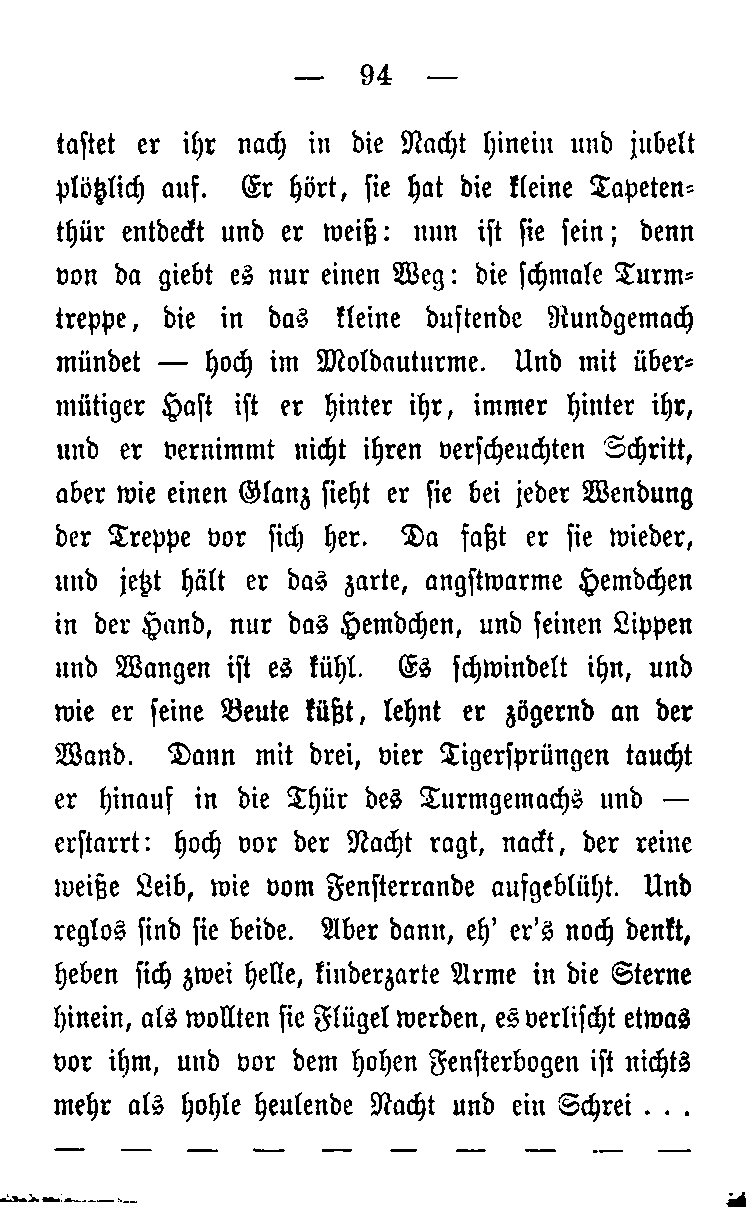 — 94 —
tastet er ihr nach in die Nacht hinein und jubelt
plötzlich auf. Er hört, sie hat die kleine Tapeten-
thür entdeckt und er weiß: nun ist sie sein; denn
von da giebt es nur einen Weg: die schmale Turm-
treppe, die in das kleine duftende Rundgemach
mündet — hoch im Moldauturme. Und mit über-
mütiger Hast ist er hinter ihr, immer hinter ihr,
und er vernimmt nicht ihren verscheuchten Schritt,
aber wie einen Glanz sieht er sie bei jeder Wendung
der Treppe vor sich her. Da faßt er sie wieder,
und jetzt hält er das zarte, angstwarme Hemdchen
in der Hand, nur das Hemdchen, und seinen Lippen
und Wangen ist es kühl. Es schwindelt ihn, und
wie er seine Beute küßt, lehnt er zögernd an der
Wand. Dann mit drei, vier Tigersprüngen taucht
er hinauf in die Thür des Turmgemachs und —
erstarrt: hoch vor der Nacht ragt, nackt, der reine
weiße Leib, wie vom Fensterrande aufgeblüht. Und
reglos sind sie beide. Aber dann, eh' er's noch denkt,
heben sich zwei helle, kinderzarte Arme in die Sterne
hinein, als wollten sie Flügel werden, es verlischt etwas
vor ihm, und vor dem hohen Fensterbogen ist nichts
mehr als hohle heulende Nacht und ein Schrei . . .
— — — — — — — — — —